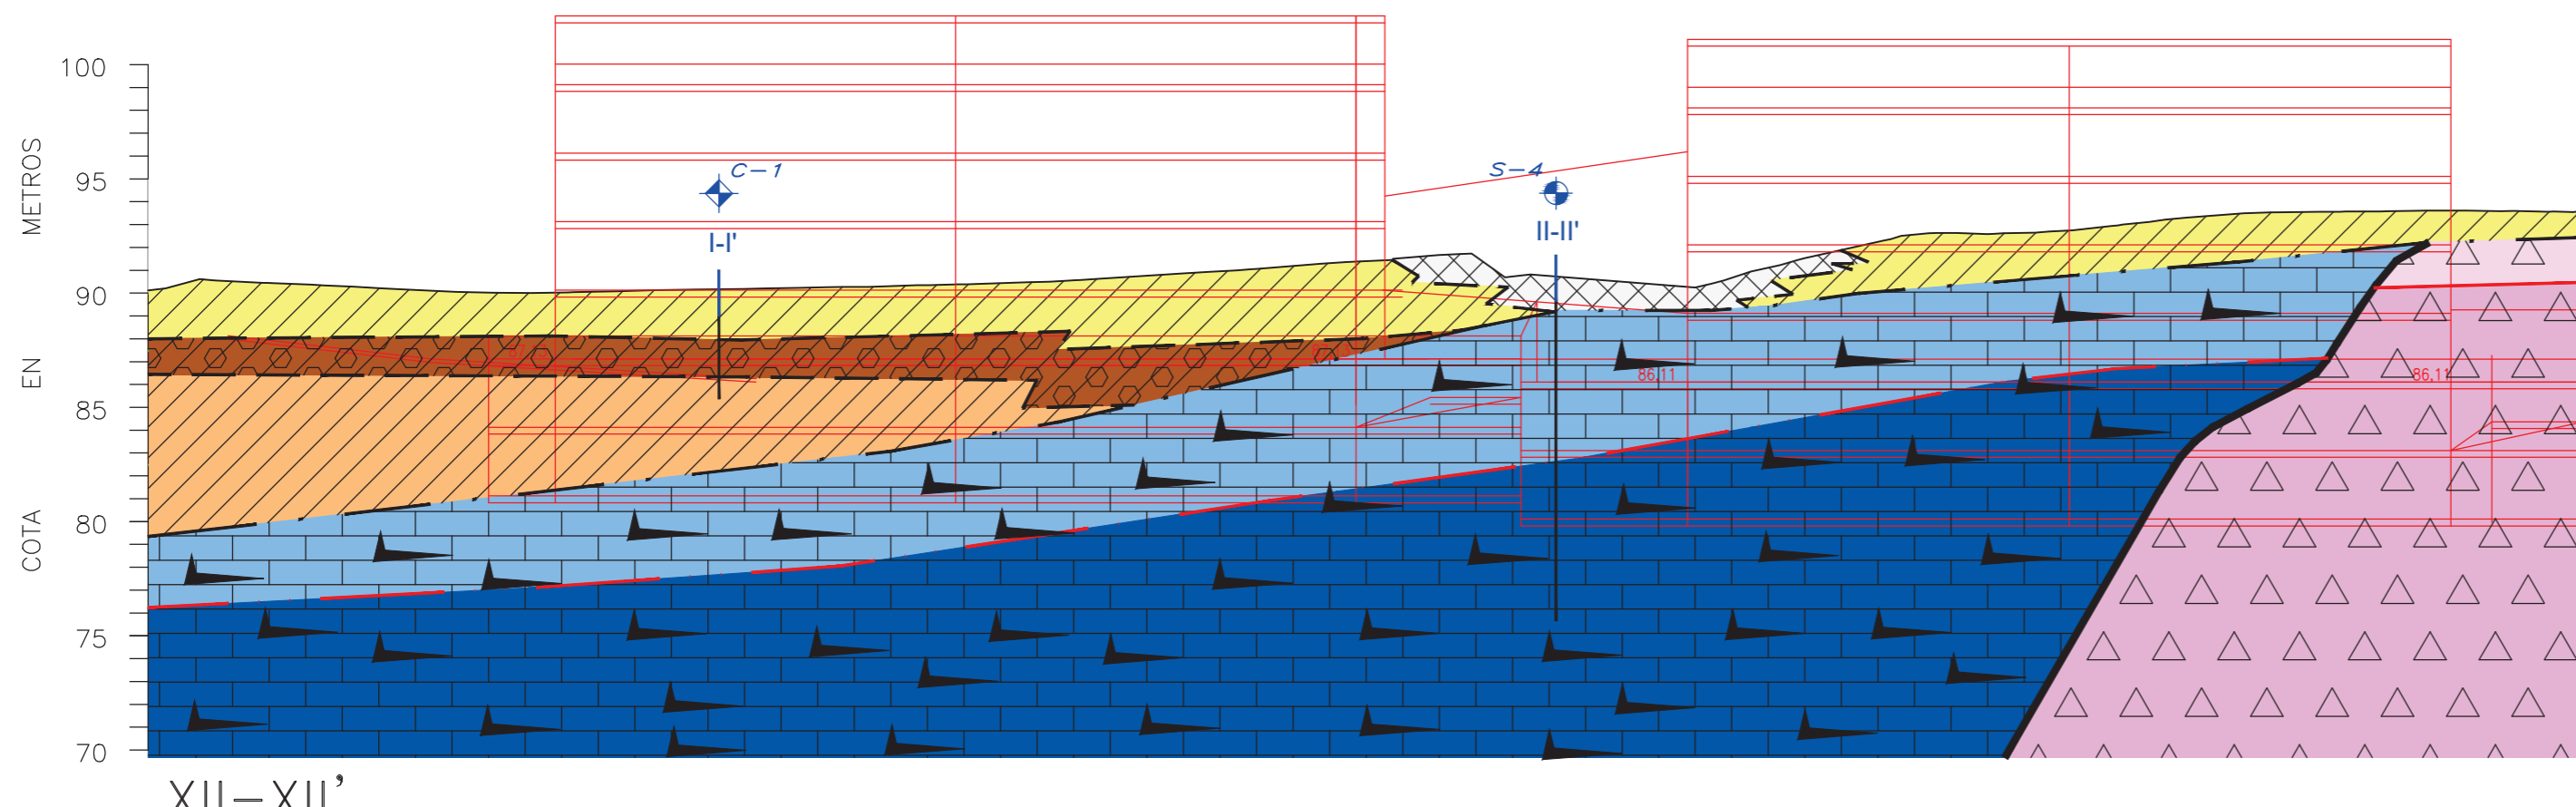 100
95
90
85
80
75
70
COTA EN METROS
C-1
I-I'
S-4
II-II'
86,11
86,11
XII-XII'